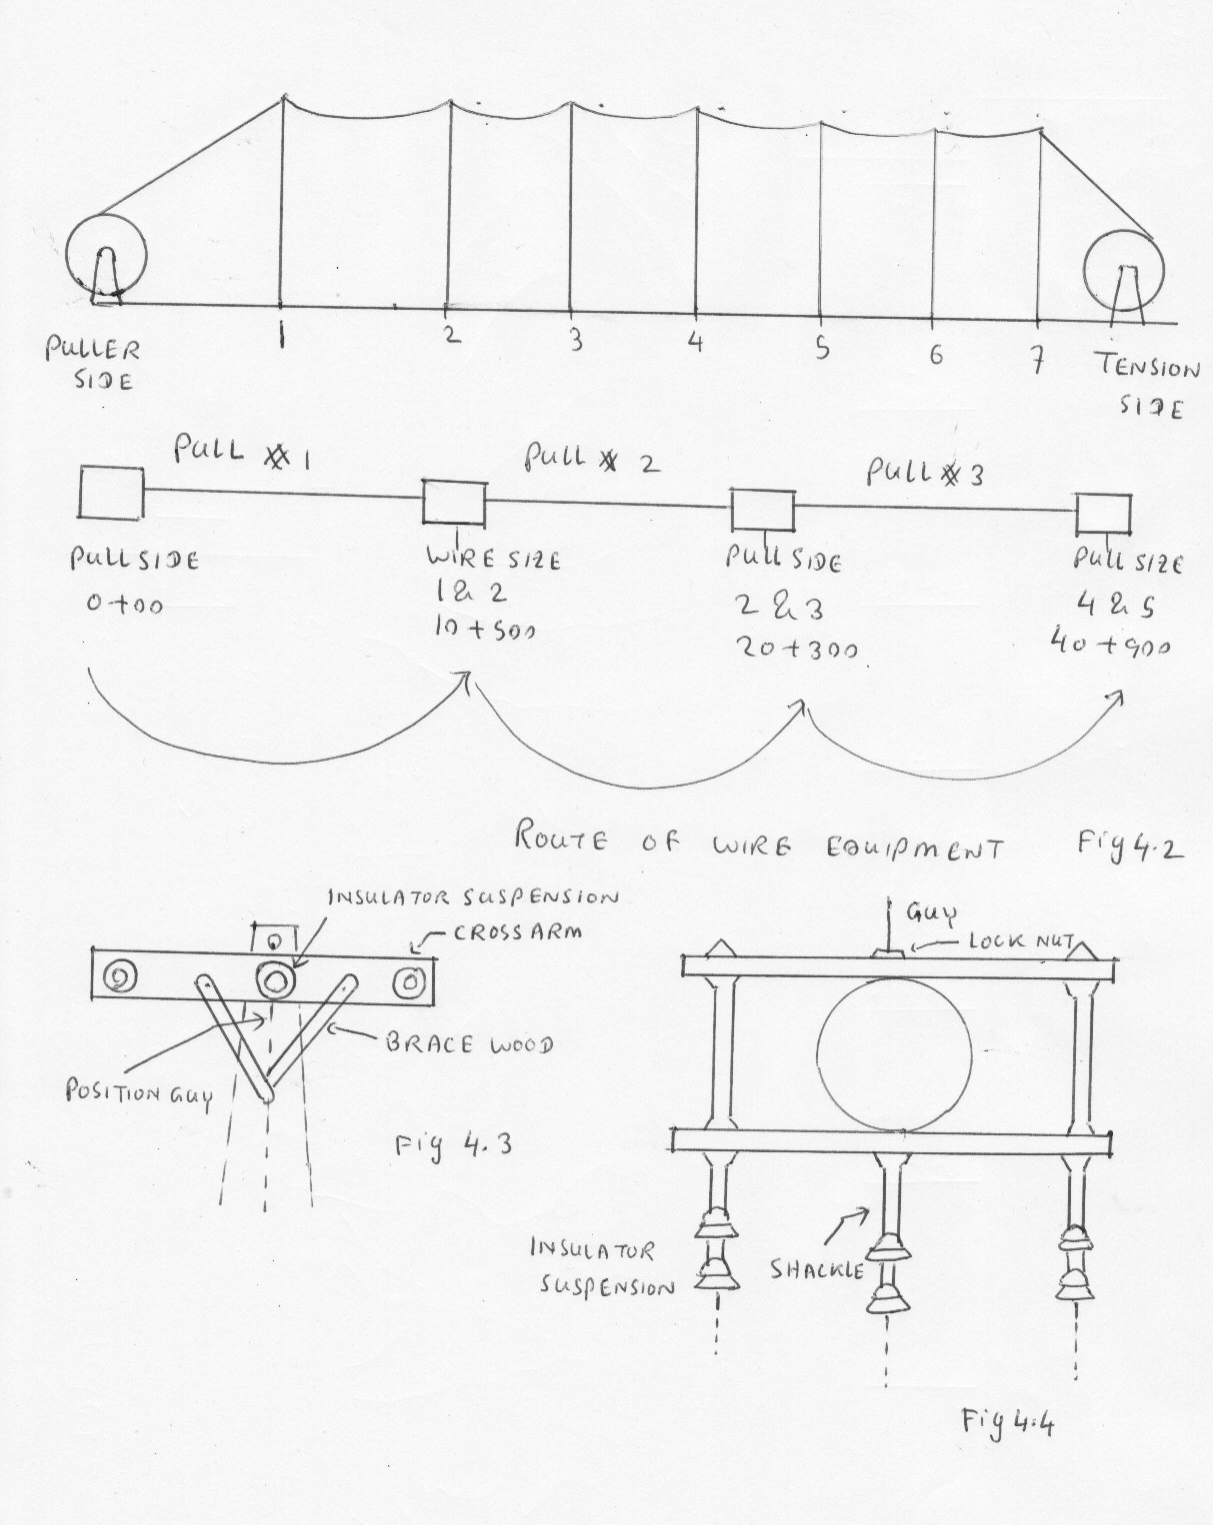 1
2
3
4
5
6
7
PULLER
SIDE
TENSION
SIDE
PULL # 1
PULL # 2
PULL # 3
PULL SIDE
0+00
WIRE SIZE
1 & 2
10+500
PULL SIDE
2 & 3
20+300
PULL SIZE
4 & 5
40+900
ROUTE OF WIRE EQUIPMENT
Fig 4.2
INSULATOR SUSPENSION
CROSS ARM
BRACE WOOD
POSITION GUY
Fig 4.3
GUY
LOCK NUT
INSULATOR
SUSPENSION
SHACKLE
Fig 4.4